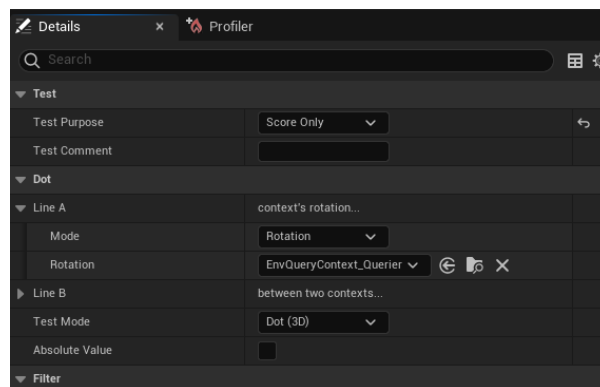 Details × Profiler
Search
Test
Test Purpose Score Only
Test Comment
Dot
Line A context's rotation...
Mode Rotation
Rotation EnvQueryContext_Querier
Line B between two contexts...
Test Mode Dot (3D)
Absolute Value
Filter